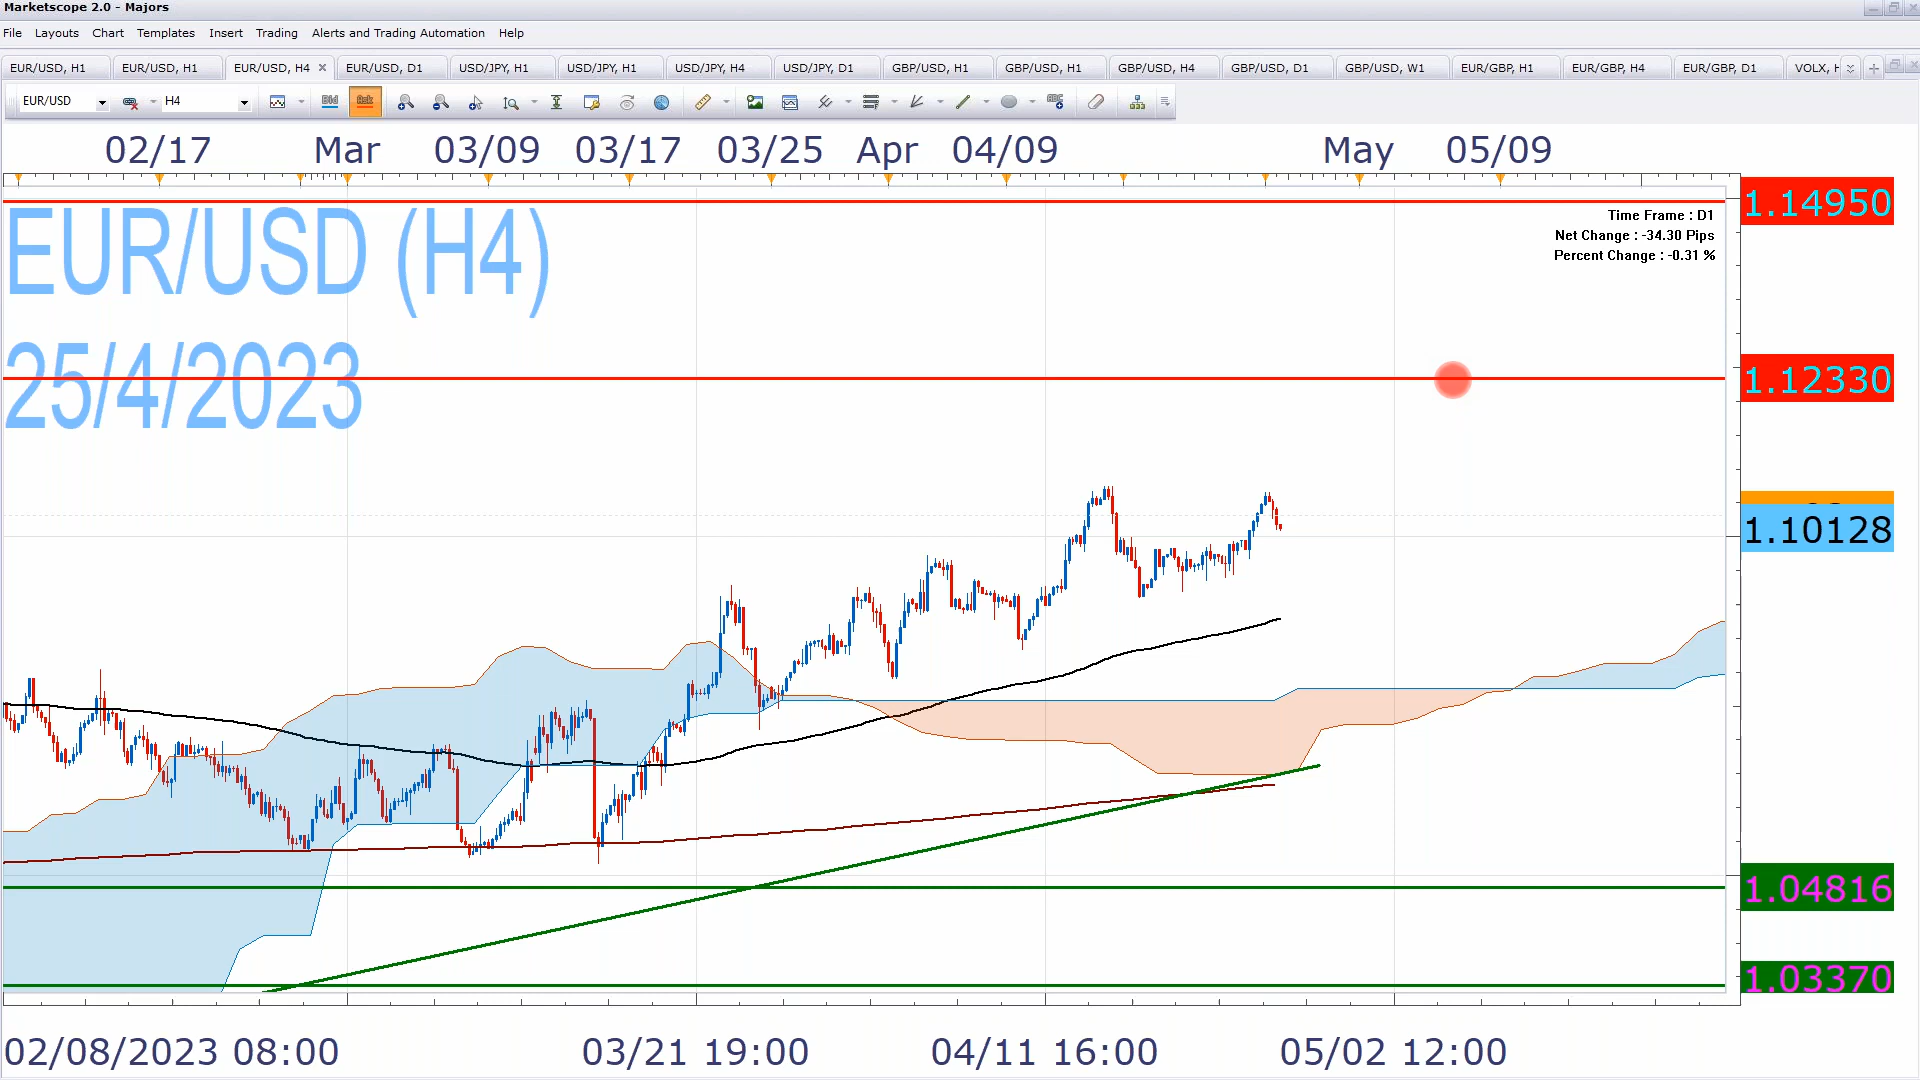 Marketscope 2.0 - Majors
File Layouts Chart Templates Insert Trading Alerts and Trading Automation Help
EUR/USD, H1 EUR/USD, H1 EUR/USD, H4 EUR/USD, D1 USD/JPY, H1 USD/JPY, H1 USD/JPY, H4 USD/JPY, D1 GBP/USD, H1 GBP/USD, H1 GBP/USD, H4 GBP/USD, D1 GBP/USD, W1 EUR/GBP, H1 EUR/GBP, H4 EUR/GBP, D1 VOLX, H
EUR/USD H4 Bid Ask
02/17 Mar 03/09 03/17 03/25 Apr 04/09 May 05/09
1.14950
EUR/USD (H4)
Time Frame : D1
Net Change : -34.30 Pips
Percent Change : -0.31 %
25/4/2023
1.12330
1.10128
1.04816
1.03370
02/08/2023 08:00 03/21 19:00 04/11 16:00 05/02 12:00